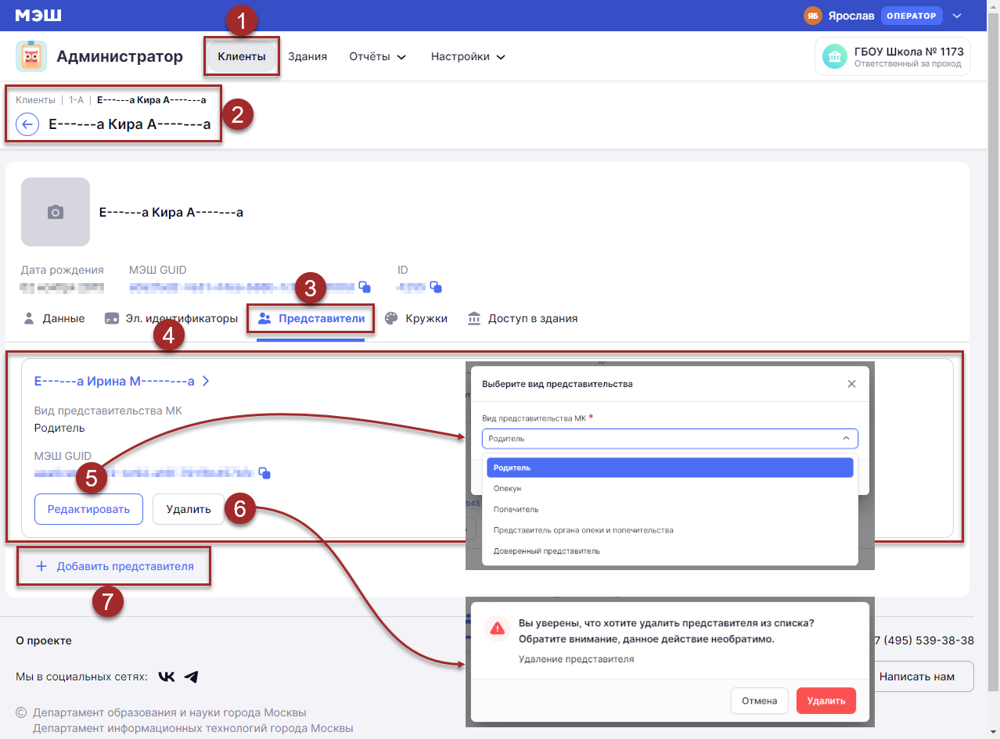 МЭШ
ЯБ Ярослав ОПЕРАТОР
1
Администратор
Клиенты Здания Отчёты Настройки
ГБОУ Школа № 1173
Ответственный за проход
Клиенты | 1-А | Е------а Кира А-------а
2
Е------а Кира А-------а
Е------а Кира А-------а
Дата рождения МЭШ GUID ID
3
Данные Эл. идентификаторы Представители Кружки Доступ в здания
4
Е------а Ирина М--------а
Вид представительства МК
Родитель
МЭШ GUID
5
Редактировать Удалить
6
Добавить представителя
7
Выберите вид представительства
Вид представительства МК *
Родитель
Родитель
Опекун
Попечитель
Представитель органа опеки и попечительства
Доверенный представитель
Вы уверены, что хотите удалить представителя из списка?
Обратите внимание, данное действие необратимо.
Удаление представителя
Отмена Удалить
О проекте
7 (495) 539-38-38
Мы в социальных сетях:
Написать нам
© Департамент образования и науки города Москвы
Департамент информационных технологий города Москвы